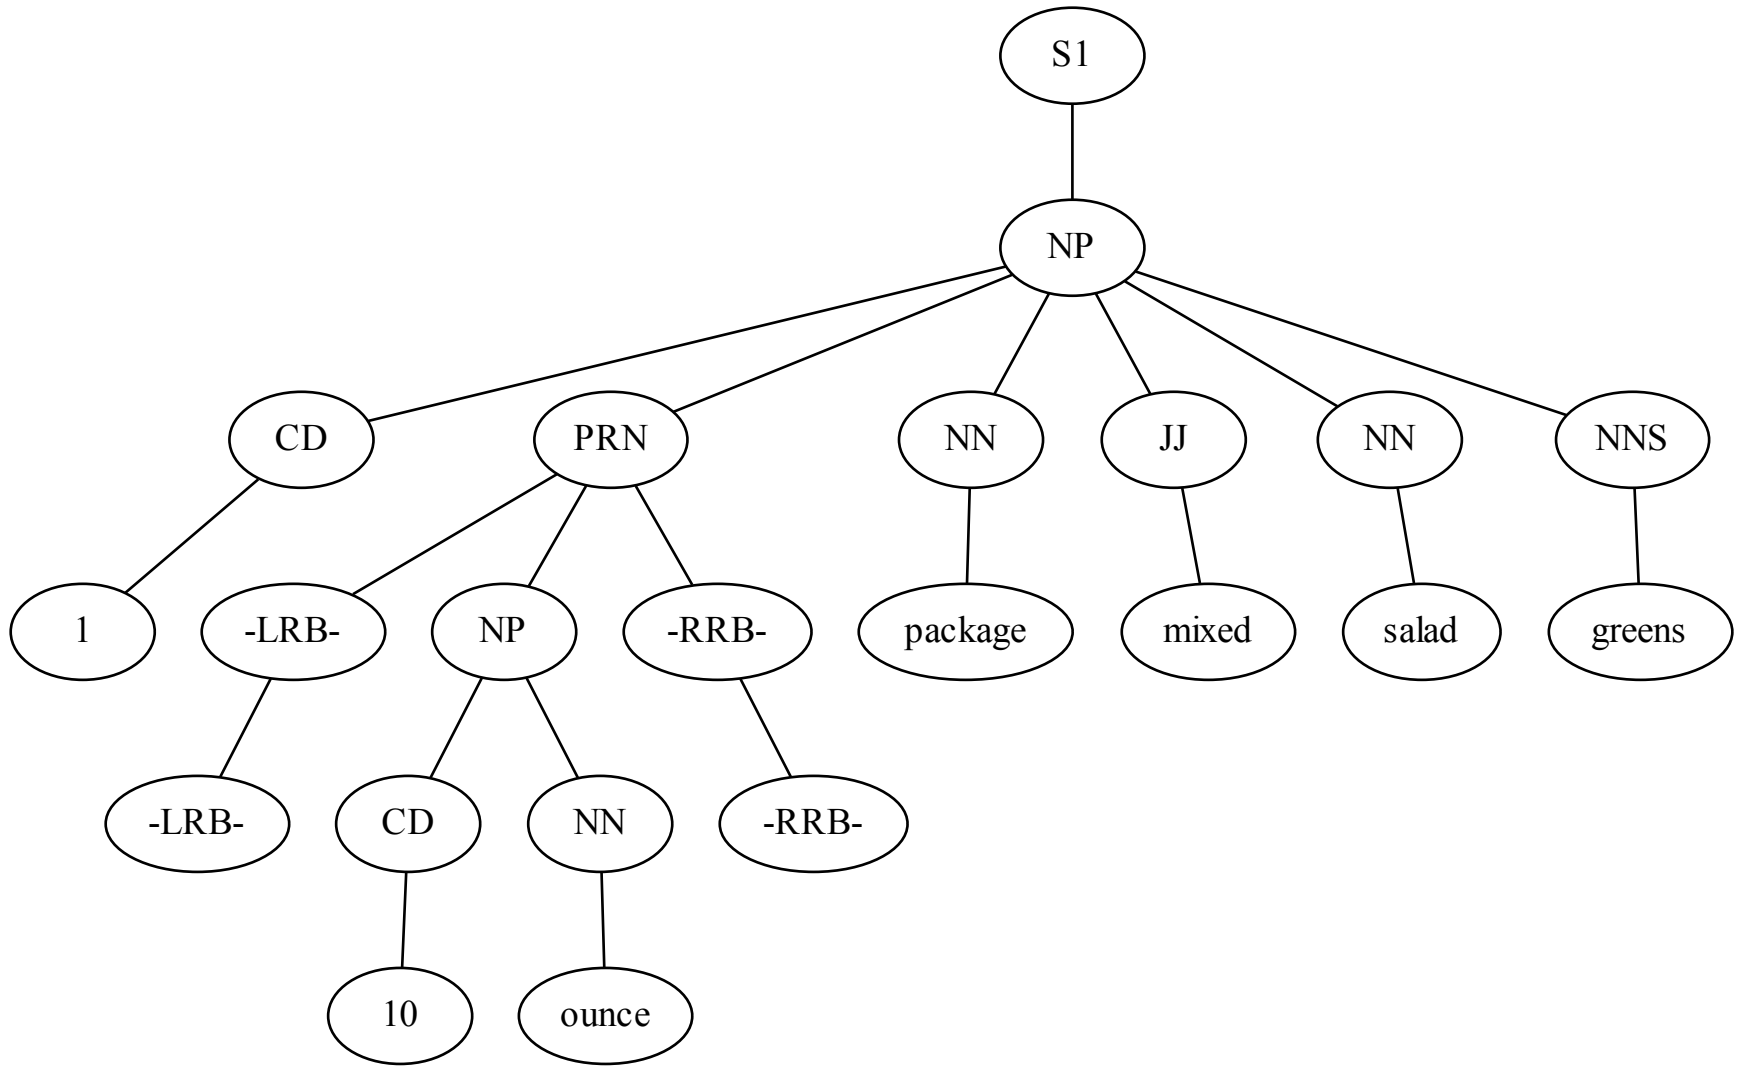 S1
NP
CD PRN NN JJ NN NNS
1 -LRB- NP -RRB- package mixed salad greens
-LRB- CD NN -RRB-
10 ounce